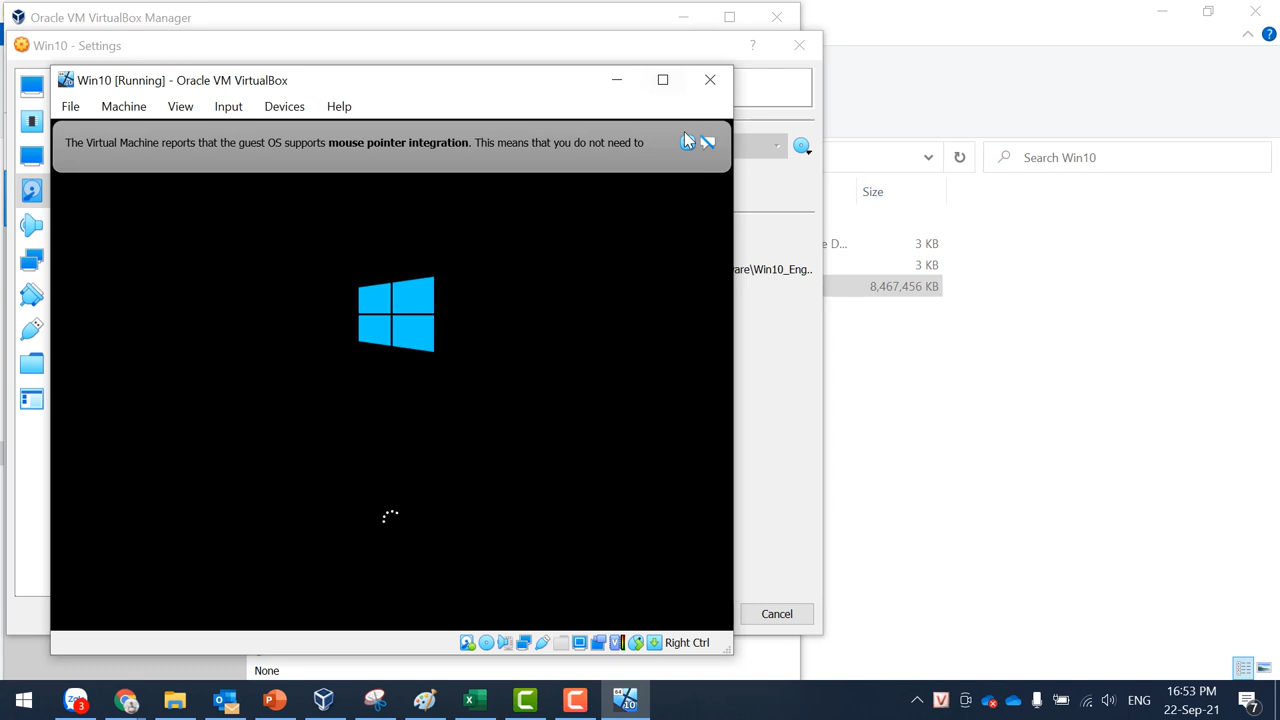 Oracle VM VirtualBox Manager
Win10 - Settings
?
Win10 [Running] - Oracle VM VirtualBox
File Machine View Input Devices Help
The Virtual Machine reports that the guest OS supports mouse pointer integration. This means that you do not need to
Search Win10
Size
e D... 3 KB
3 KB
ware\Win10_Eng..
8,467,456 KB
Cancel
Right Ctrl
None
ENG
16:53 PM
22-Sep-21